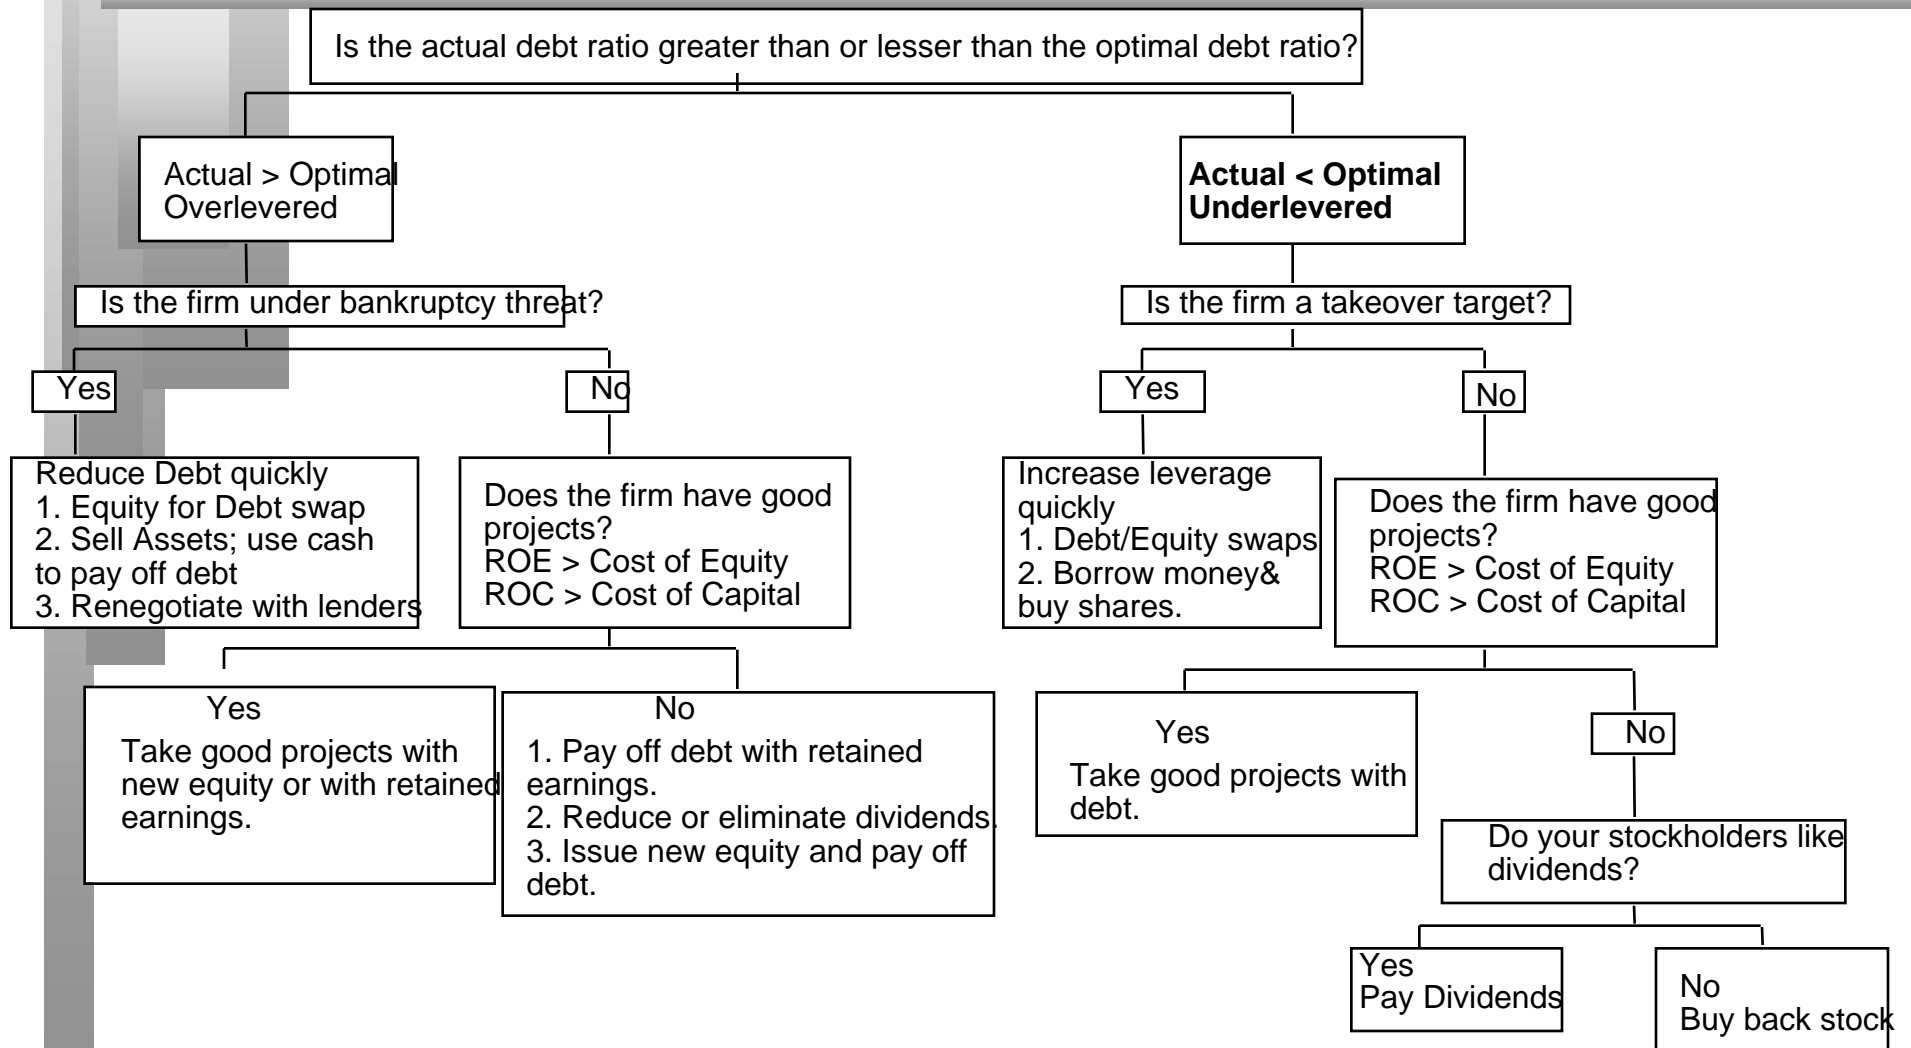 Is the actual debt ratio greater than or lesser than the optimal debt ratio?
Actual > Optimal
Overlevered
Actual < Optimal
Underlevered
Is the firm under bankruptcy threat?
Is the firm a takeover target?
Yes
No
Yes
No
Reduce Debt quickly
1. Equity for Debt swap
2. Sell Assets; use cash
to pay off debt
3. Renegotiate with lenders
Does the firm have good
projects?
ROE > Cost of Equity
ROC > Cost of Capital
Increase leverage
quickly
1. Debt/Equity swaps
2. Borrow money&
buy shares.
Does the firm have good
projects?
ROE > Cost of Equity
ROC > Cost of Capital
Yes
Take good projects with
new equity or with retained
earnings.
No
1. Pay off debt with retained
earnings.
2. Reduce or eliminate dividends.
3. Issue new equity and pay off
debt.
Yes
Take good projects with
debt.
No
Do your stockholders like
dividends?
Yes
Pay Dividends
No
Buy back stock